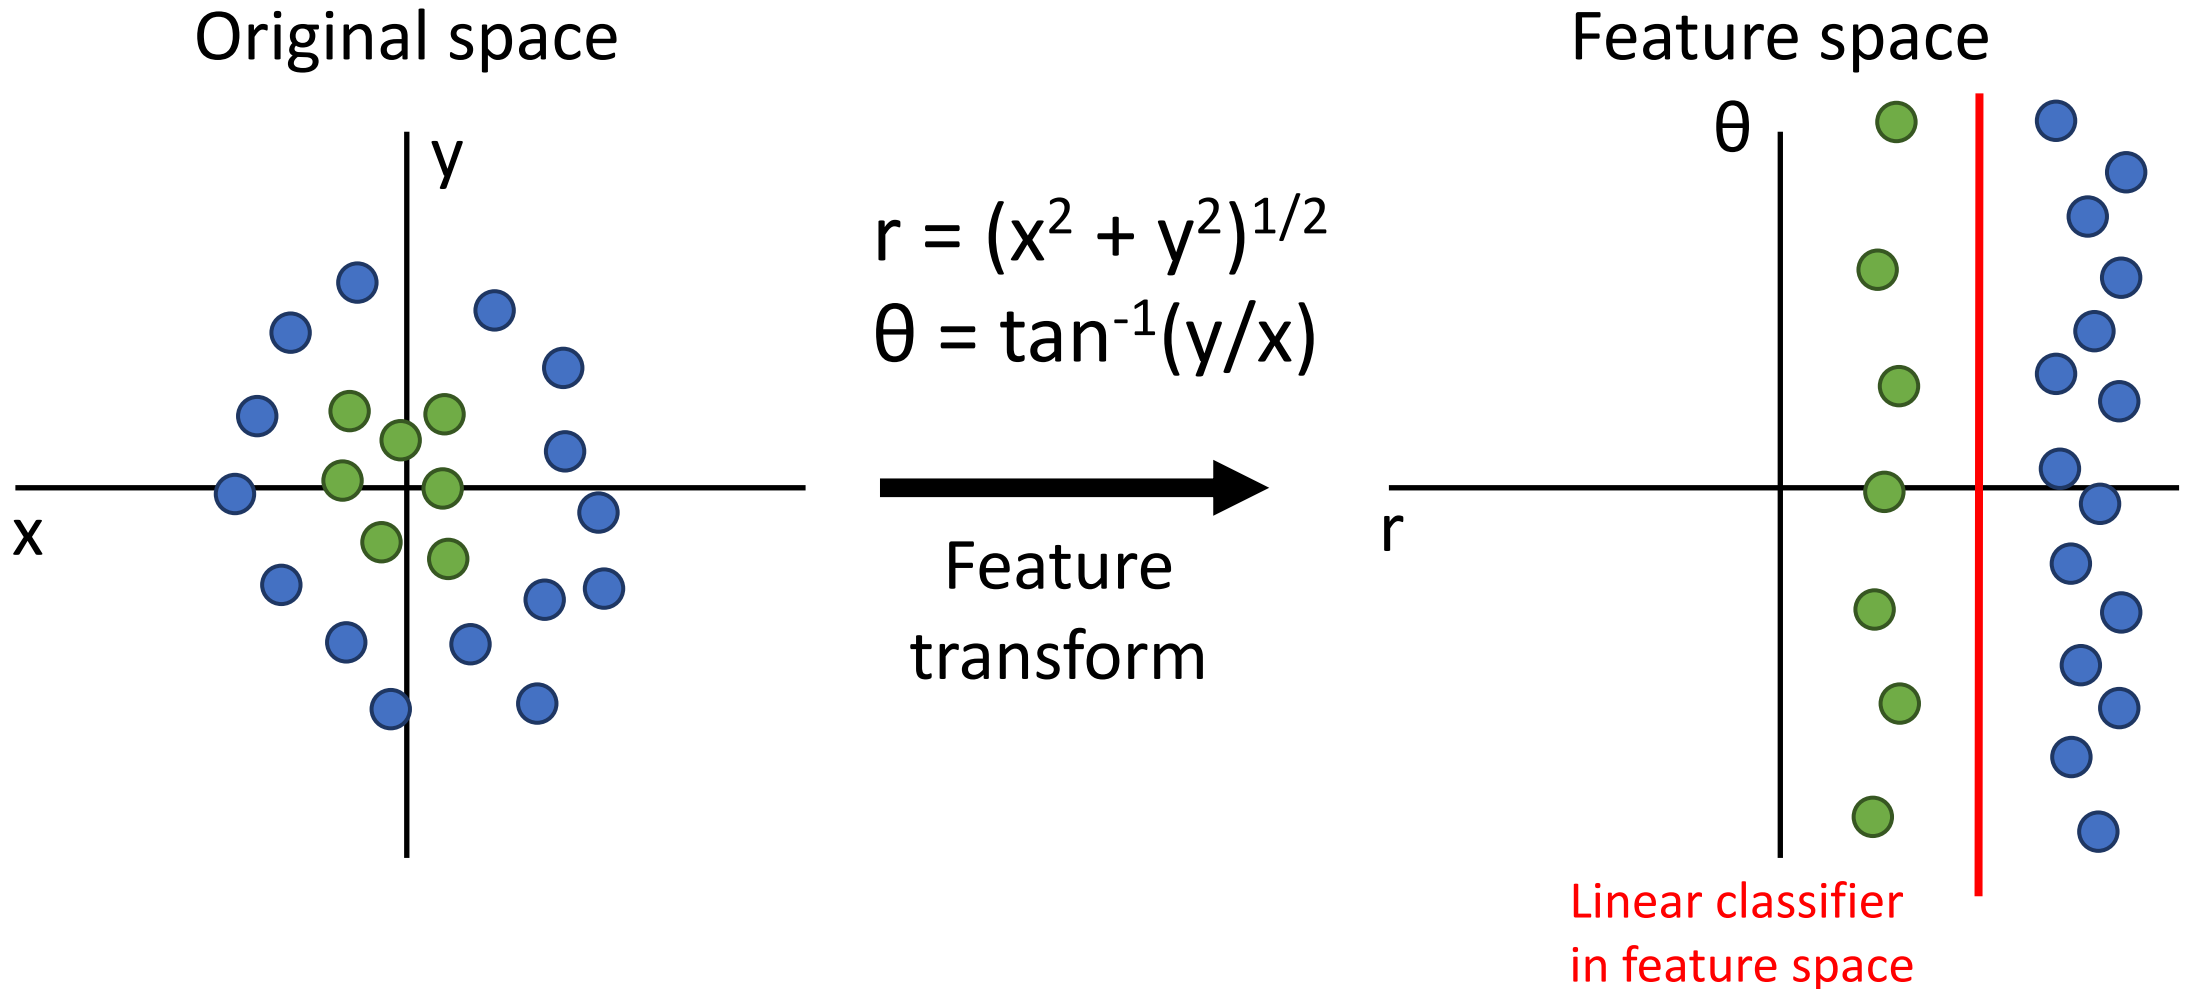 Original space
y
x
r = (x² + y²)¹/²
θ = tan⁻¹(y/x)
Feature
transform
Feature space
θ
r
Linear classifier
in feature space